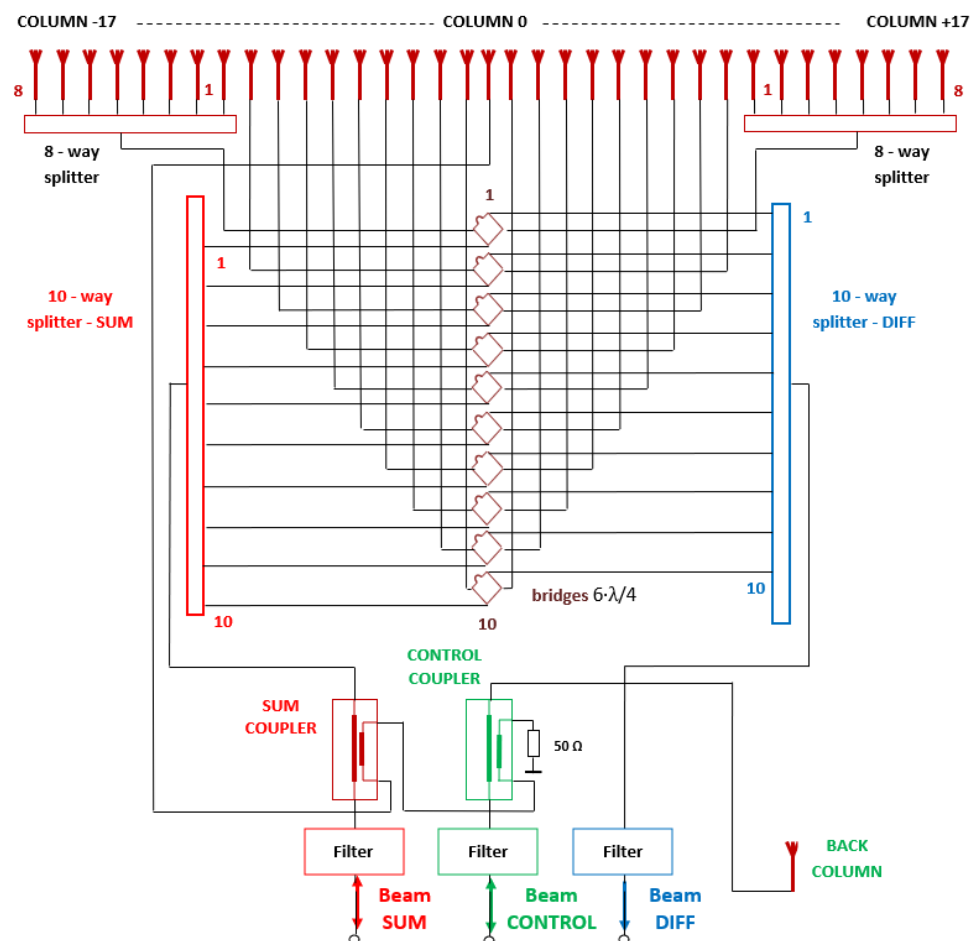 COLUMN -17 COLUMN 0 COLUMN +17
8 1 1 8
8 - way
splitter
8 - way
splitter
1
1
1
10 - way
splitter - SUM
10 - way
splitter - DIFF
10
bridges 6·λ/4
10
10
CONTROL
COUPLER
SUM
COUPLER
50 Ω
Filter Filter Filter
BACK
COLUMN
Beam
SUM
Beam
CONTROL
Beam
DIFF